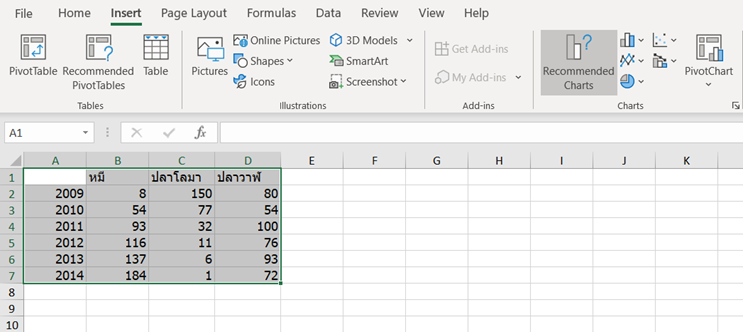 File Home Insert Page Layout Formulas Data Review View Help
PivotTable Recommended PivotTables Table
Tables
Pictures Online Pictures Shapes Icons 3D Models SmartArt Screenshot
Illustrations
Get Add-ins
My Add-ins
Add-ins
Recommended Charts PivotChart
Charts
A1 fx
A B C D E F G H I J K
1 หมี ปลาโลมา ปลาวาฬ
2 2009 8 150 80
3 2010 54 77 54
4 2011 93 32 100
5 2012 116 11 76
6 2013 137 6 93
7 2014 184 1 72
8
9
10